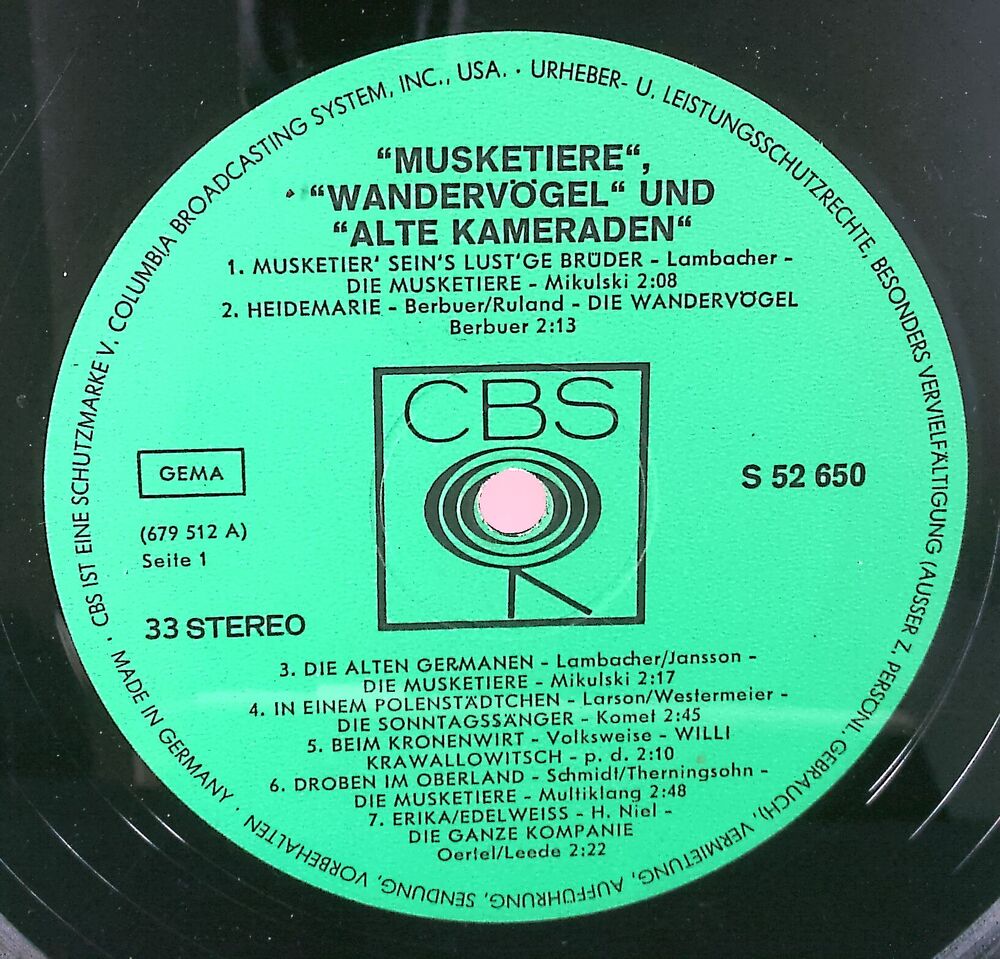 CBS IST EINE SCHUTZMARKE V. COLUMBIA BROADCASTING SYSTEM, INC., USA. · URHEBER- U. LEISTUNGSSCHUTZRECHTE, BESONDERS VERVIELFÄLTIGUNG (AUSSER Z. PERSÖNL. GEBRAUCH), VERMIETUNG, AUFFÜHRUNG, SENDUNG, VORBEHALTEN · MADE IN GERMANY ·
“MUSKETIERE“,
“WANDERVÖGEL“ UND
“ALTE KAMERADEN“
1. MUSKETIER' SEIN'S LUST'GE BRÜDER - Lambacher -
DIE MUSKETIERE - Mikulski 2:08
2. HEIDEMARIE - Berbuer/Ruland - DIE WANDERVÖGEL
Berbuer 2:13
CBS
GEMA
S 52 650
(679 512 A)
Seite 1
33 STEREO
3. DIE ALTEN GERMANEN - Lambacher/Jansson -
DIE MUSKETIERE - Mikulski 2:17
4. IN EINEM POLENSTÄDTCHEN - Larson/Westermeier -
DIE SONNTAGSSÄNGER - Komet 2:45
5. BEIM KRONENWIRT - Volksweise - WILLI
KRAWALLOWITSCH - p. d. 2:10
6. DROBEN IM OBERLAND - Schmidt/Therningsohn -
DIE MUSKETIERE - Multiklang 2:48
7. ERIKA/EDELWEISS - H. Niel -
DIE GANZE KOMPANIE
Oertel/Leede 2:22